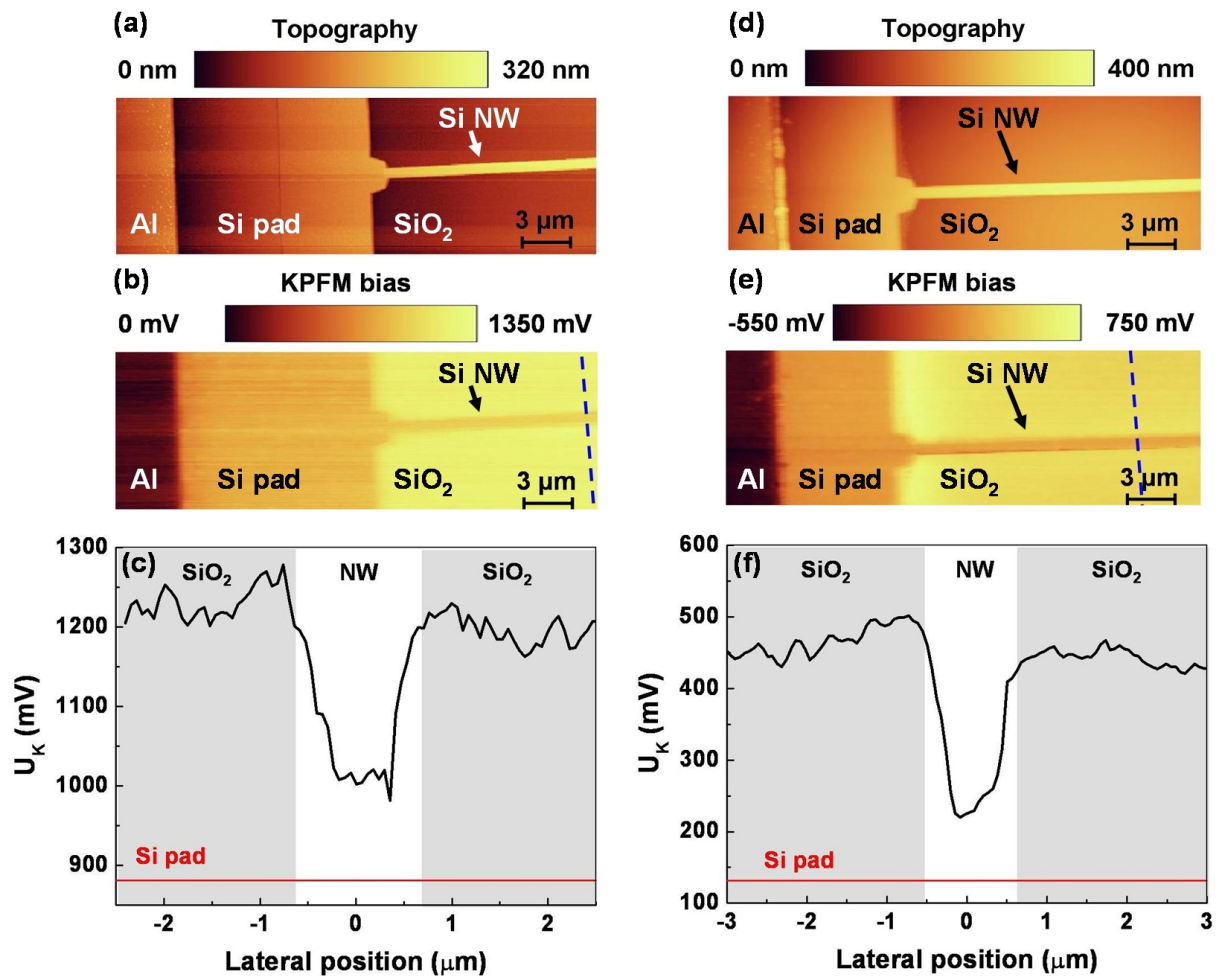 (a)
Topography
0 nm
320 nm
Si NW
Al
Si pad
SiO2
3 µm
(b)
KPFM bias
0 mV
1350 mV
Si NW
Al
Si pad
SiO2
3 µm
(c)
SiO2
NW
SiO2
1300
1200
1100
1000
900
UK (mV)
Si pad
-2
-1
0
1
2
Lateral position (µm)
(d)
Topography
0 nm
400 nm
Si NW
Al
Si pad
SiO2
3 µm
(e)
KPFM bias
-550 mV
750 mV
Si NW
Al
Si pad
SiO2
3 µm
(f)
SiO2
NW
SiO2
600
500
400
300
200
100
UK (mV)
Si pad
-3
-2
-1
0
1
2
3
Lateral position (µm)